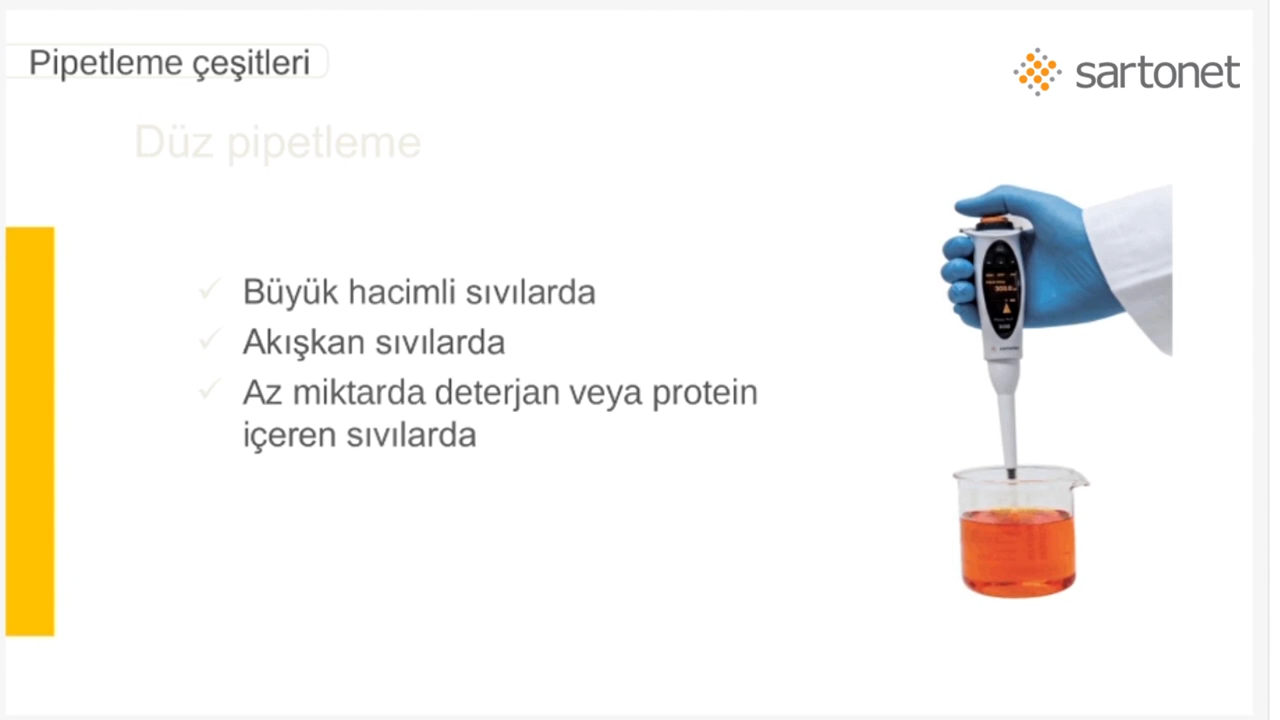 Pipetleme çeşitleri
sartonet
Düz pipetleme
Büyük hacimli sıvılarda
Akışkan sıvılarda
Az miktarda deterjan veya protein
içeren sıvılarda